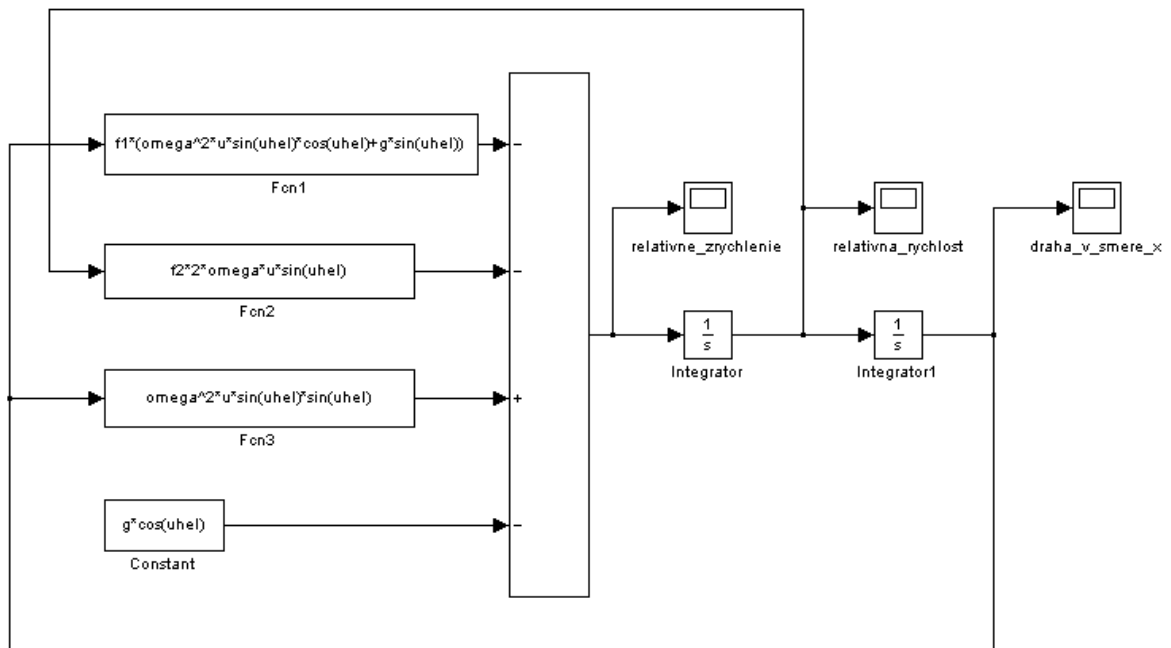 f1*(omega^2*u*sin(uhel)*cos(uhel)+g*sin(uhel))
−
Fcn1
relativne_zrychlenie
relativna_rychlost
draha_v_smere_x
f2*2*omega*u*sin(uhel)
−
Fcn2
1
s
Integrator
1
s
Integrator1
omega^2*u*sin(uhel)*sin(uhel)
+
Fcn3
g*cos(uhel)
−
Constant